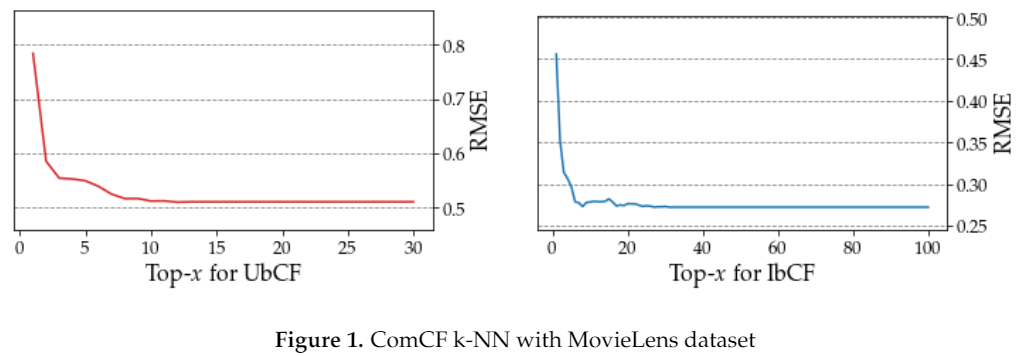 0.8
0.7
0.6
0.5
RMSE
0 5 10 15 20 25 30
Top-x for UbCF
0.50
0.45
0.40
0.35
0.30
0.25
RMSE
0 20 40 60 80 100
Top-x for IbCF
Figure 1. ComCF k-NN with MovieLens dataset